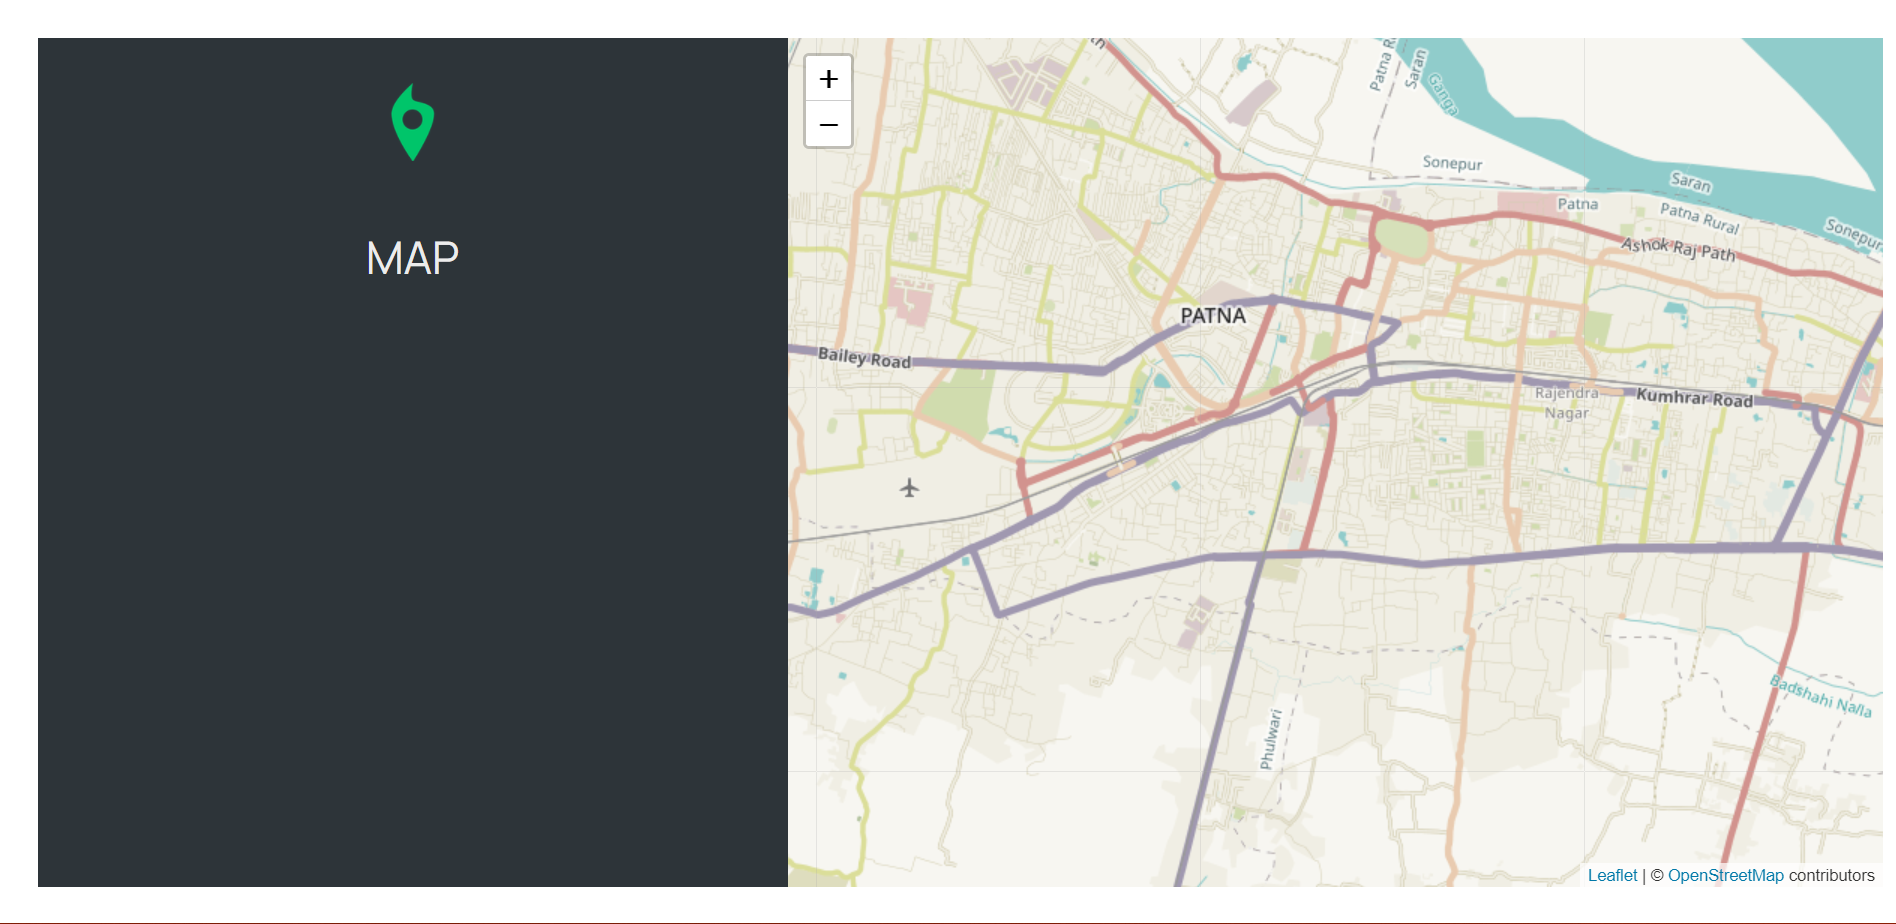 MAP
+
−
Patna R
Saran
Ganga
Sonepur
Saran
Patna
Patna Rural
Sonepur
Ashok Raj Path
PATNA
Bailey Road
Rajendra
Nagar
Kumhrar Road
Phulwari
Badshahi Nalla
Leaflet | © OpenStreetMap contributors